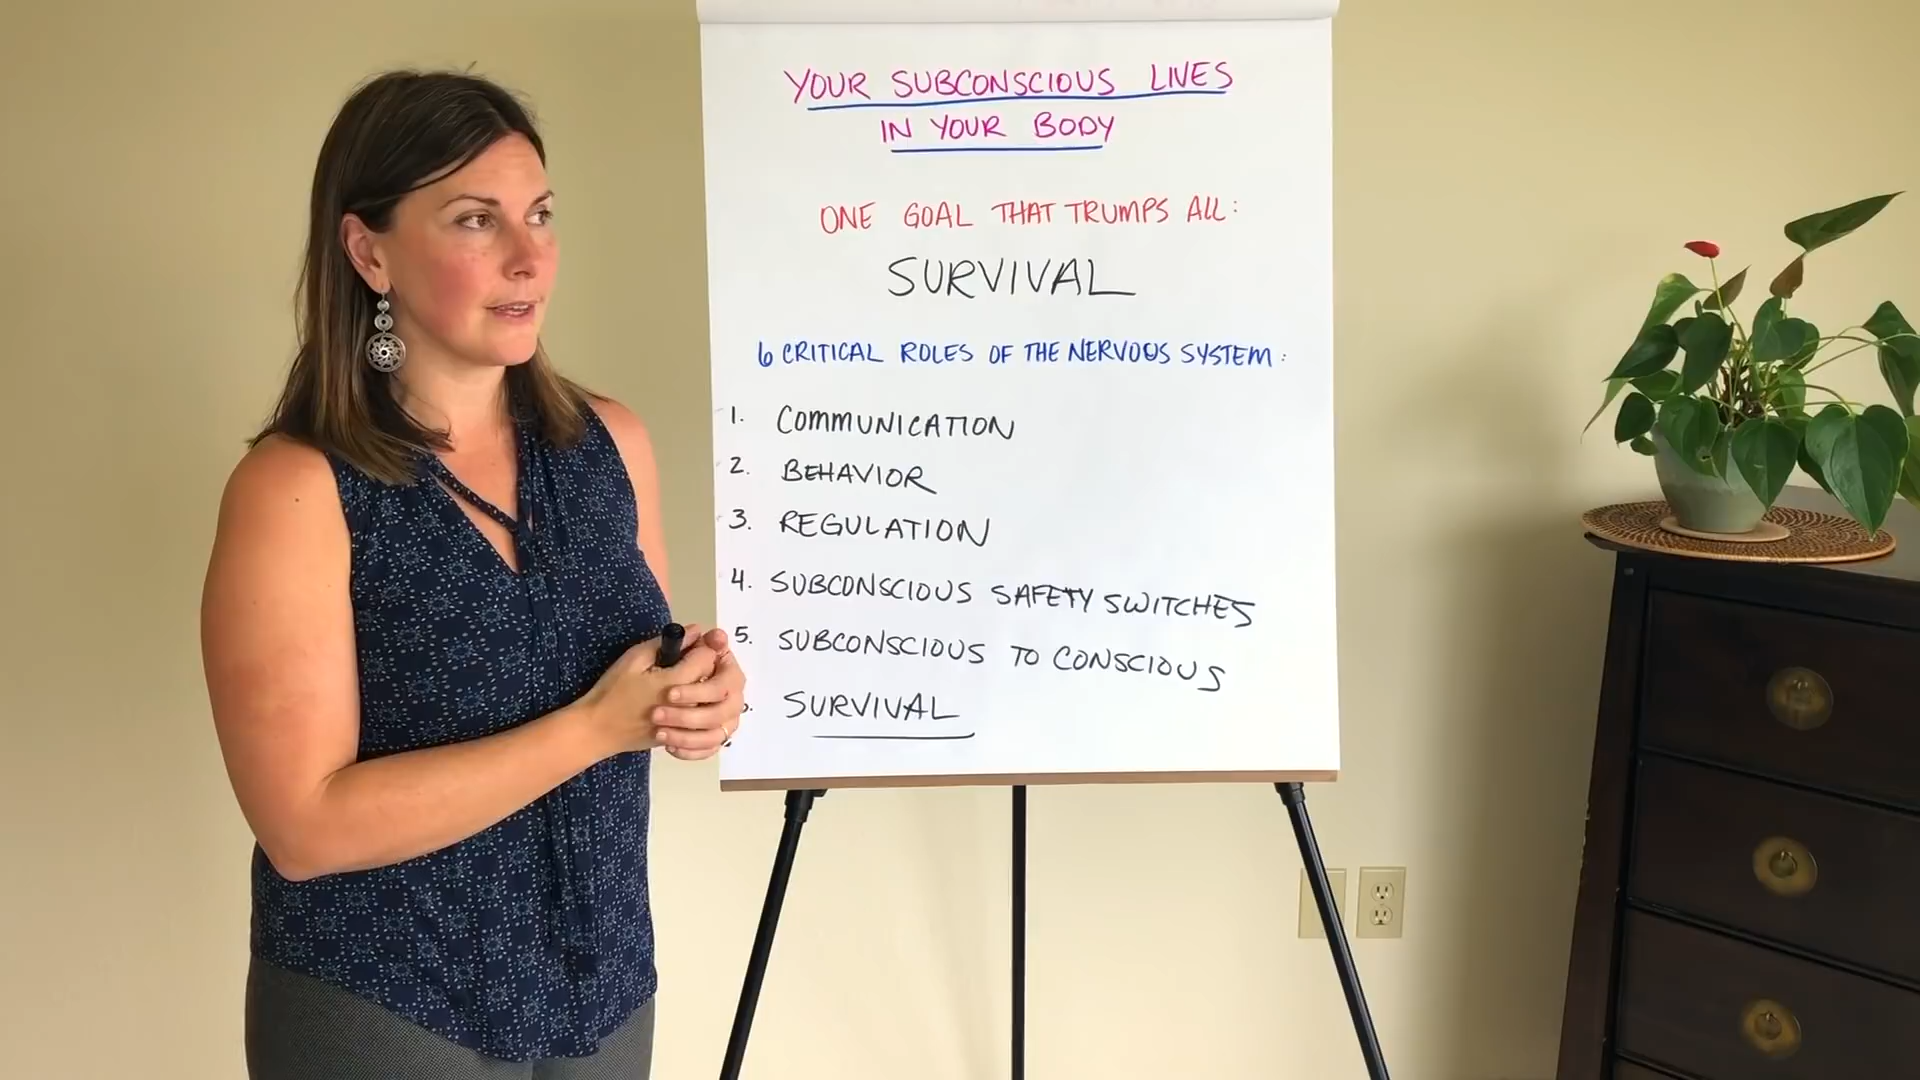 YOUR SUBCONSCIOUS LIVES
IN YOUR BODY
ONE GOAL THAT TRUMPS ALL:
SURVIVAL
6 CRITICAL ROLES OF THE NERVOUS SYSTEM:
1. COMMUNICATION
2. BEHAVIOR
3. REGULATION
4. SUBCONSCIOUS SAFETY SWITCHES
5. SUBCONSCIOUS TO CONSCIOUS
SURVIVAL